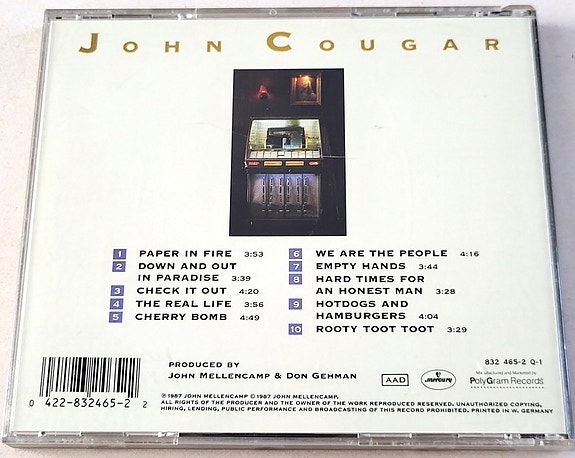 JOHN COUGAR
1 PAPER IN FIRE 3:53
2 DOWN AND OUT
IN PARADISE 3:39
3 CHECK IT OUT 4:20
4 THE REAL LIFE 3:56
5 CHERRY BOMB 4:49
6 WE ARE THE PEOPLE 4:16
7 EMPTY HANDS 3:44
8 HARD TIMES FOR
AN HONEST MAN 3:28
9 HOTDOGS AND
HAMBURGERS 4:04
10 ROOTY TOOT TOOT 3:29
832 465-2 Q-1
PRODUCED BY
JOHN MELLENCAMP & DON GEHMAN
AAD
mercury
Manufactured and Marketed by
PolyGram Records
0 422-832465-2 2
℗ 1987 JOHN MELLENCAMP. © 1987 JOHN MELLENCAMP.
ALL RIGHTS OF THE PRODUCER AND THE OWNER OF THE WORK REPRODUCED RESERVED. UNAUTHORIZED COPYING,
HIRING, LENDING, PUBLIC PERFORMANCE AND BROADCASTING OF THIS RECORD PROHIBITED. PRINTED IN W. GERMANY